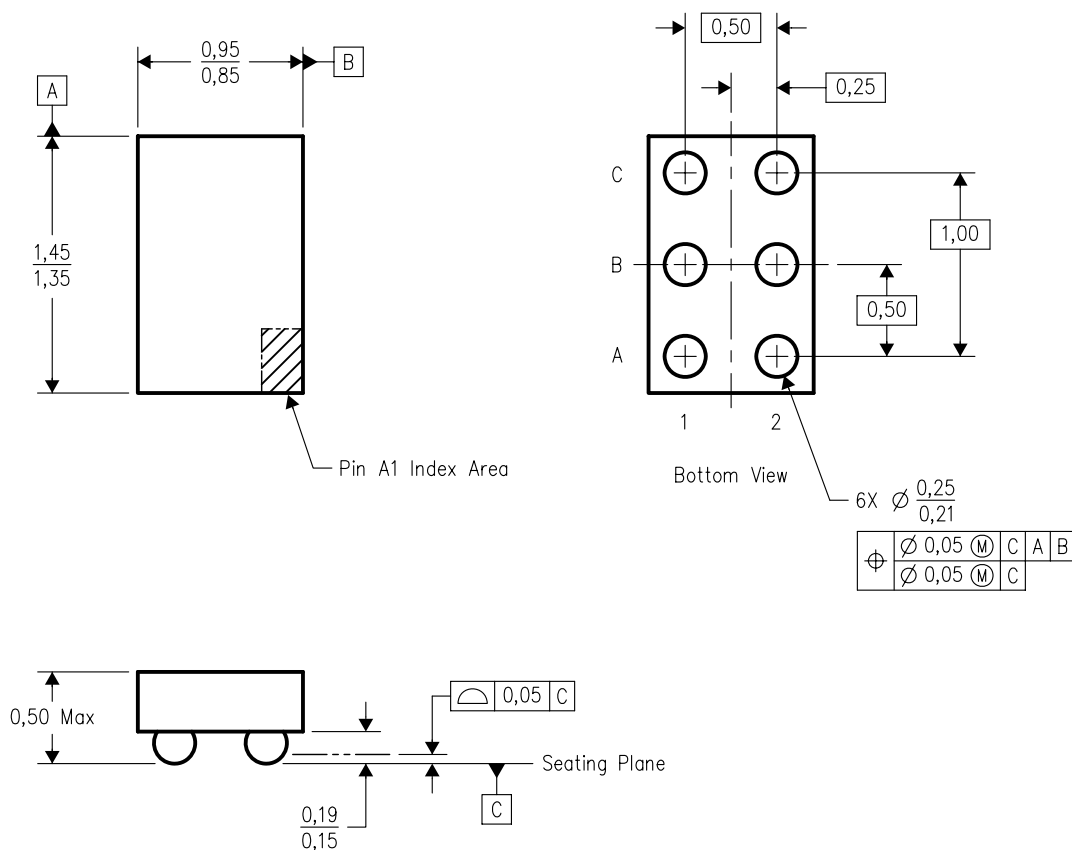 0,95
0,85
B
A
1,45
1,35
Pin A1 Index Area
0,50
0,25
C
B
A
1,00
0,50
1 2
Bottom View
6X Ø 0,25
0,21
⌖ Ø 0,05 Ⓜ C A B
Ø 0,05 Ⓜ C
0,50 Max
⌓ 0,05 C
Seating Plane
C
0,19
0,15